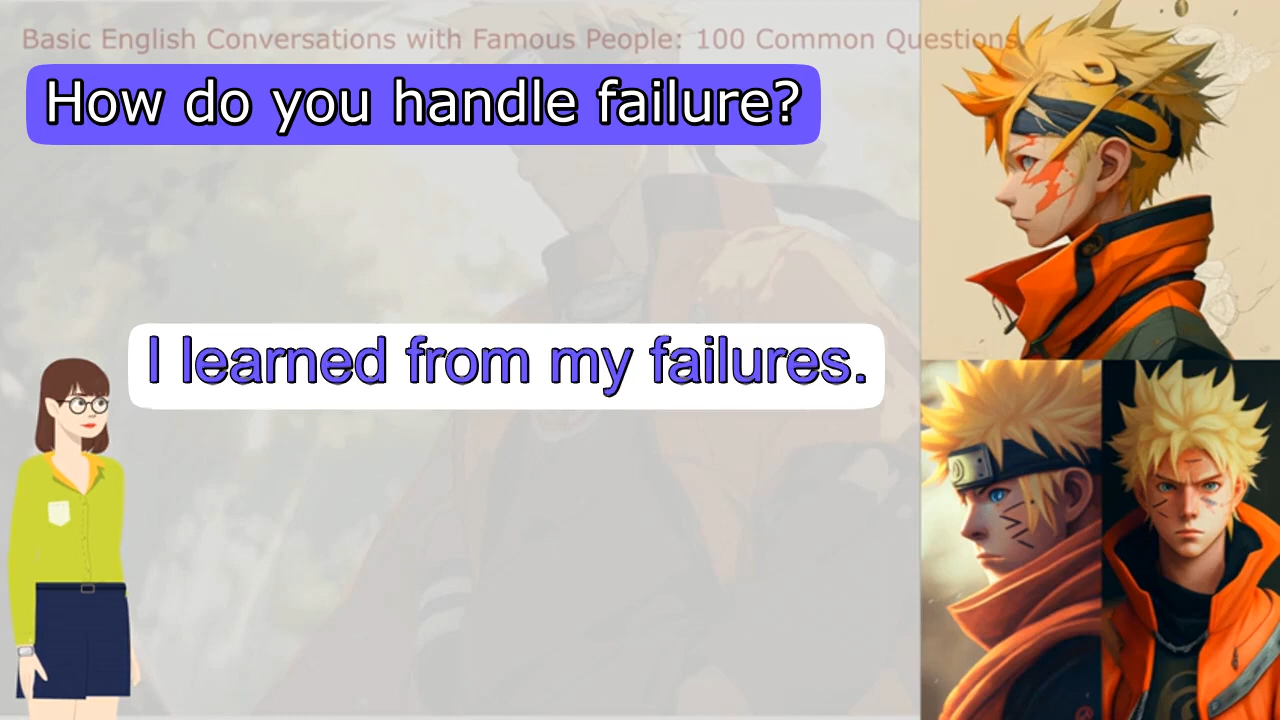 Basic English Conversations with Famous People: 100 Common Questions
How do you handle failure?
I learned from my failures.